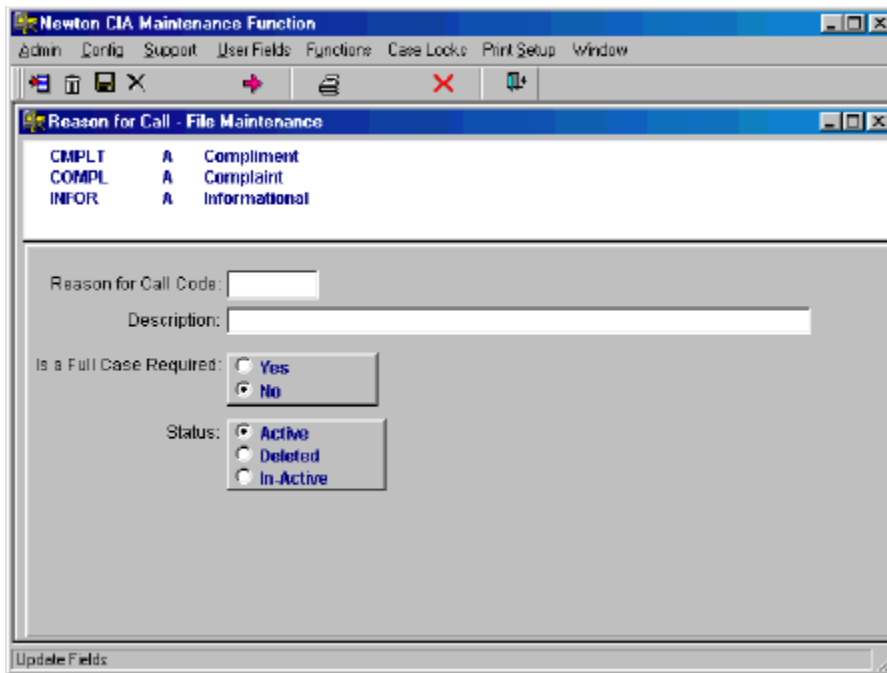 Newton CIA Maintenance Function
Admin Config Support User Fields Functions Case Locks Print Setup Window
Reason for Call - File Maintenance
CMPLT A Compliment
COMPL A Complaint
INFOR A Informational
Reason for Call Code:
Description:
Is a Full Case Required: Yes
No
Status: Active
Deleted
In-Active
Update Fields